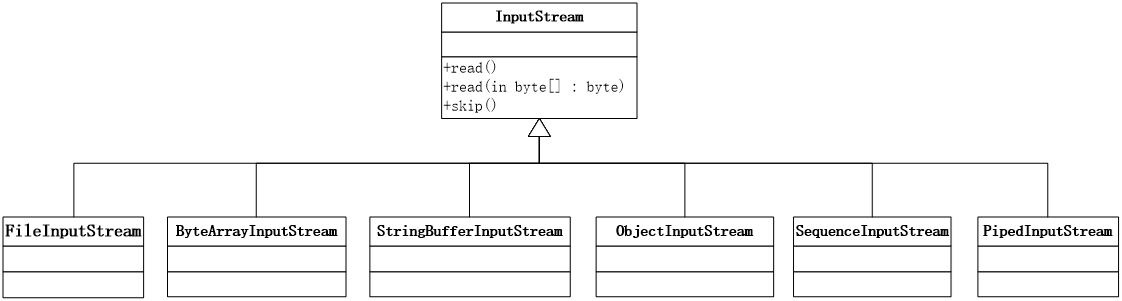 InputStream
+read()
+read(in byte[] : byte)
+skip()
FileInputStream
ByteArrayInputStream
StringBufferInputStream
ObjectInputStream
SequenceInputStream
PipedInputStream